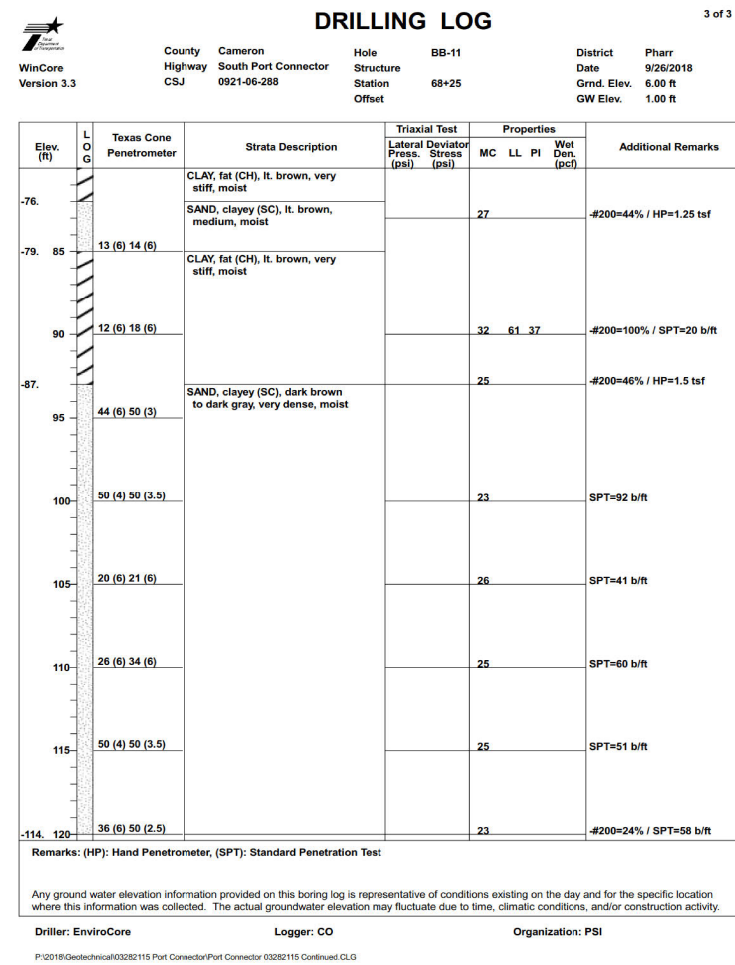 DRILLING LOG
3 of 3
Texas Department of Transportation
WinCore
Version 3.3
County Cameron
Highway South Port Connector
CSJ 0921-06-288
Hole BB-11
Structure
Station 68+25
Offset
District Pharr
Date 9/26/2018
Grnd. Elev. 6.00 ft
GW Elev. 1.00 ft
Elev. (ft)
LOG
Texas Cone Penetrometer
Strata Description
Triaxial Test
Lateral Press. (psi)
Deviator Stress (psi)
Properties
MC LL PI Wet Den. (pcf)
Additional Remarks
CLAY, fat (CH), lt. brown, very
stiff, moist
-76.
SAND, clayey (SC), lt. brown,
medium, moist
27 -#200=44% / HP=1.25 tsf
-79. 85 13 (6) 14 (6)
CLAY, fat (CH), lt. brown, very
stiff, moist
90 12 (6) 18 (6) 32 61 37 -#200=100% / SPT=20 b/ft
-87. 25 -#200=46% / HP=1.5 tsf
SAND, clayey (SC), dark brown
to dark gray, very dense, moist
95 44 (6) 50 (3)
100 50 (4) 50 (3.5) 23 SPT=92 b/ft
105 20 (6) 21 (6) 26 SPT=41 b/ft
110 26 (6) 34 (6) 25 SPT=60 b/ft
115 50 (4) 50 (3.5) 25 SPT=51 b/ft
-114. 120 36 (6) 50 (2.5) 23 -#200=24% / SPT=58 b/ft
Remarks: (HP): Hand Penetrometer, (SPT): Standard Penetration Test
Any ground water elevation information provided on this boring log is representative of conditions existing on the day and for the specific location
where this information was collected. The actual groundwater elevation may fluctuate due to time, climatic conditions, and/or construction activity.
Driller: EnviroCore Logger: CO Organization: PSI
P:\2018\Geotechnical\03282115 Port Connector\Port Connector 03282115 Continued.CLG